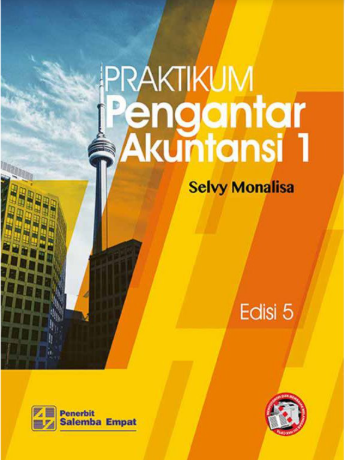 PRAKTIKUM
Pengantar
Akuntansi 1
Selvy Monalisa
Edisi 5
Penerbit
Salemba Empat